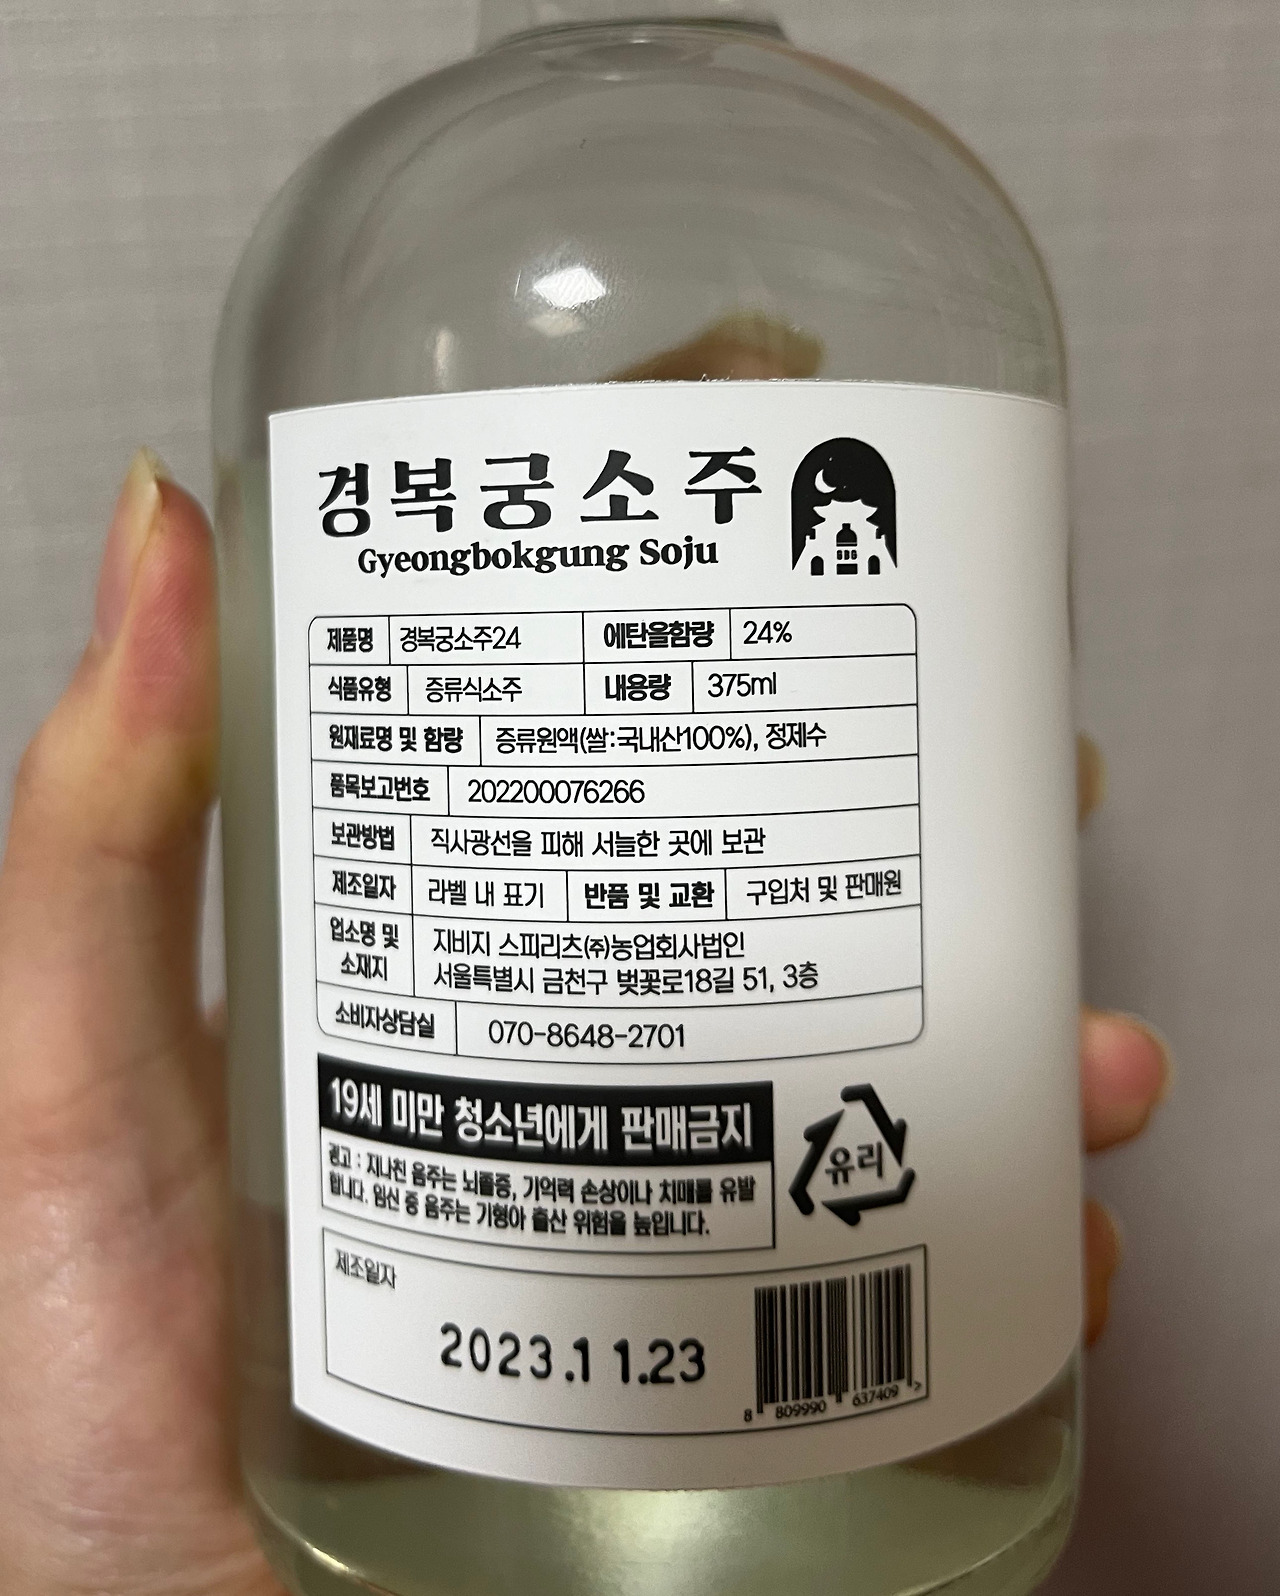 경복궁소주
Gyeongbokgung Soju
GBG
제품명 경복궁소주24 에탄올함량 24%
식품유형 증류식소주 내용량 375ml
원재료명 및 함량 증류원액(쌀:국내산100%), 정제수
품목보고번호 202200076266
보관방법 직사광선을 피해 서늘한 곳에 보관
제조일자 라벨 내 표기 반품 및 교환 구입처 및 판매원
업소명 및 소재지 지비지 스피리츠㈜농업회사법인
서울특별시 금천구 벚꽃로18길 51, 3층
소비자상담실 070-8648-2701
19세 미만 청소년에게 판매금지
경고 : 지나친 음주는 뇌졸중, 기억력 손상이나 치매를 유발
합니다. 임신 중 음주는 기형아 출산 위험을 높입니다.
유리
제조일자
2023.11.23
8 809990 637409 >